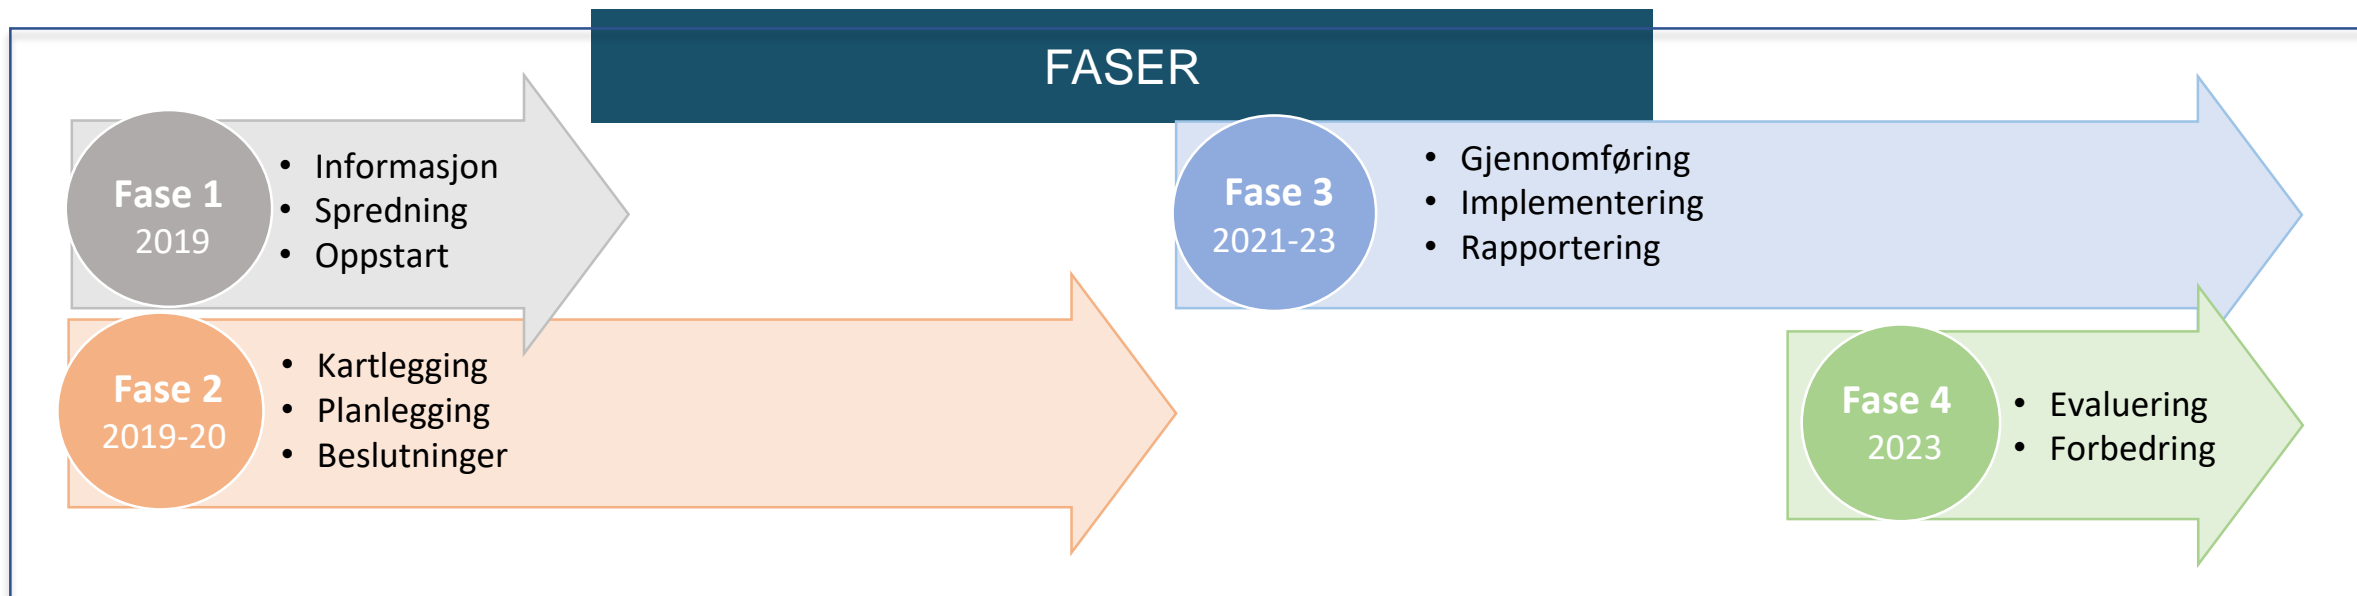 FASER
Fase 1
2019
• Informasjon
• Spredning
• Oppstart
Fase 2
2019-20
• Kartlegging
• Planlegging
• Beslutninger
Fase 3
2021-23
• Gjennomføring
• Implementering
• Rapportering
Fase 4
2023
• Evaluering
• Forbedring